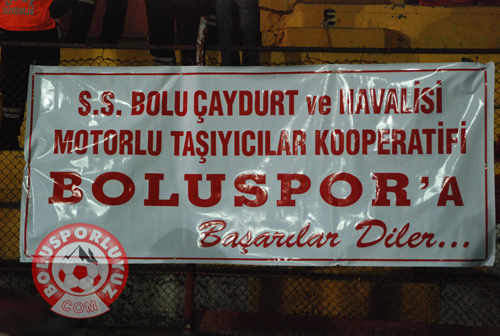 S.S. BOLU ÇAYDURT ve HAVALİSİ
MOTORLU TAŞIYICILAR KOOPERATİFİ
BOLUSPOR'A
Başarılar Diler...
BOLUSPORLUYUZ
COM